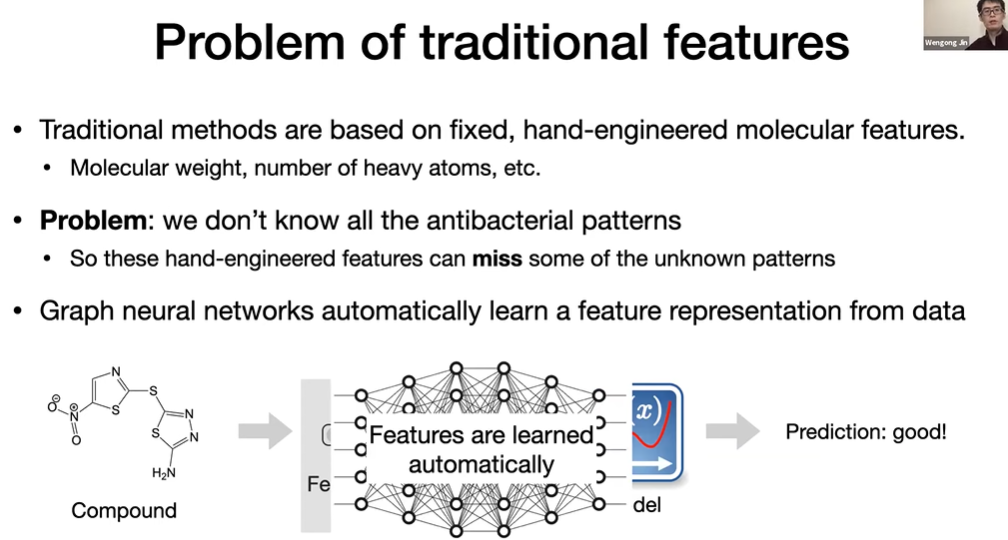 Problem of traditional features
Wengong Jin
• Traditional methods are based on fixed, hand-engineered molecular features.
• Molecular weight, number of heavy atoms, etc.
• Problem: we don't know all the antibacterial patterns
• So these hand-engineered features can miss some of the unknown patterns
• Graph neural networks automatically learn a feature representation from data
N
S
S
O
N
O
S
N
N
H₂N
Compound
Fe
Features are learned
automatically
(x)
del
Prediction: good!